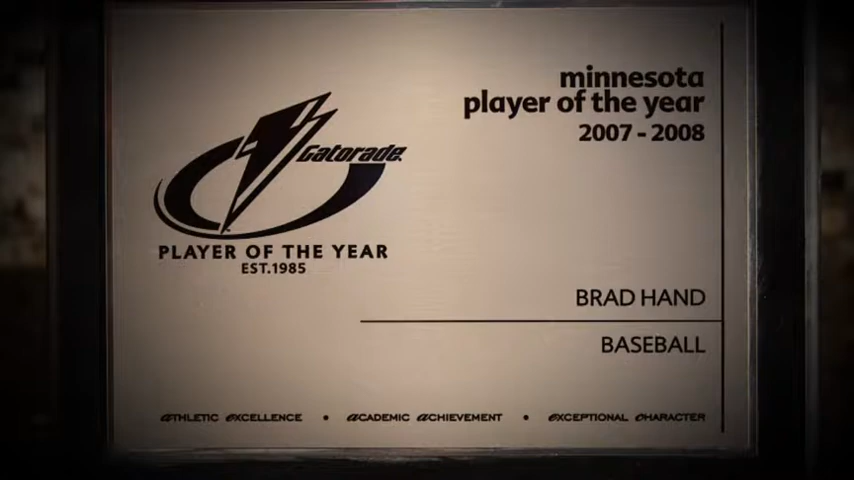 minnesota
player of the year
2007 - 2008
Gatorade.
PLAYER OF THE YEAR
EST.1985
BRAD HAND
BASEBALL
ATHLETIC EXCELLENCE • ACADEMIC ACHIEVEMENT • EXCEPTIONAL CHARACTER